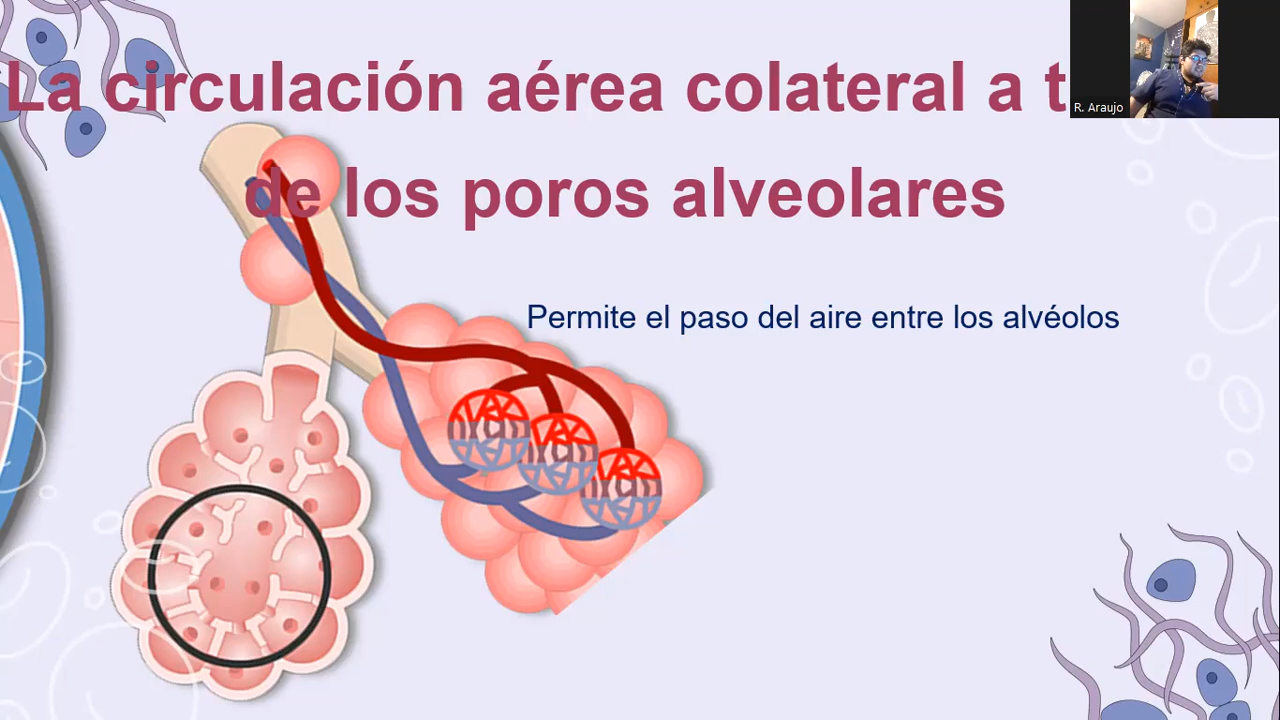 La circulación aérea colateral a t
de los poros alveolares
Permite el paso del aire entre los alvéolos
R. Araujo